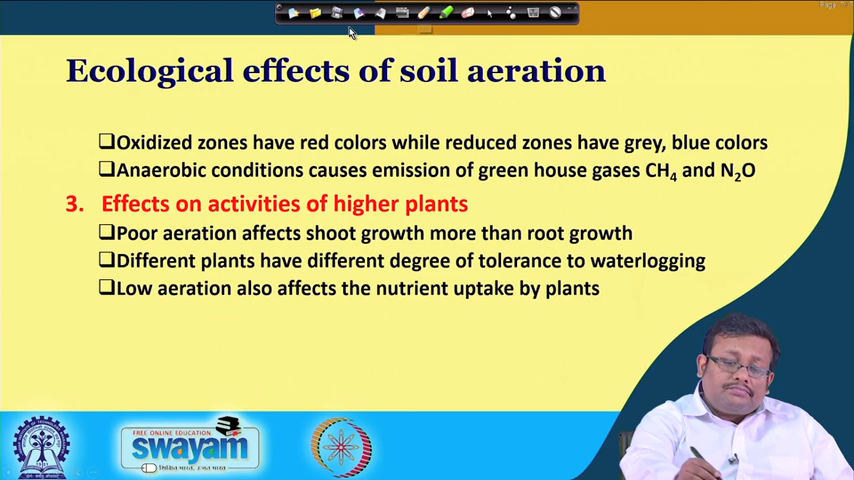 Ecological effects of soil aeration
❑Oxidized zones have red colors while reduced zones have grey, blue colors
❑Anaerobic conditions causes emission of green house gases CH₄ and N₂O
3. Effects on activities of higher plants
❑Poor aeration affects shoot growth more than root growth
❑Different plants have different degree of tolerance to waterlogging
❑Low aeration also affects the nutrient uptake by plants
FREE ONLINE EDUCATION
swayam